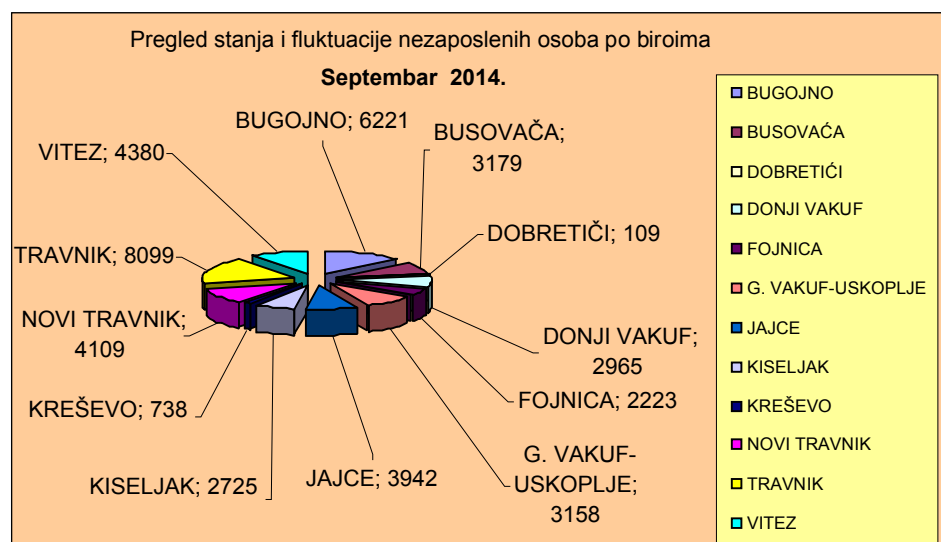 Pregled stanja i fluktuacije nezaposlenih osoba po biroima
Septembar 2014.
BUGOJNO; 6221
BUSOVAČA;
3179
VITEZ; 4380
DOBRETIČI; 109
TRAVNIK; 8099
NOVI TRAVNIK;
4109
DONJI VAKUF;
2965
FOJNICA; 2223
KREŠEVO; 738
G. VAKUF-
USKOPLJE;
3158
JAJCE; 3942
KISELJAK; 2725
BUGOJNO
BUSOVAĆA
DOBRETIĆI
DONJI VAKUF
FOJNICA
G. VAKUF-USKOPLJE
JAJCE
KISELJAK
KREŠEVO
NOVI TRAVNIK
TRAVNIK
VITEZ